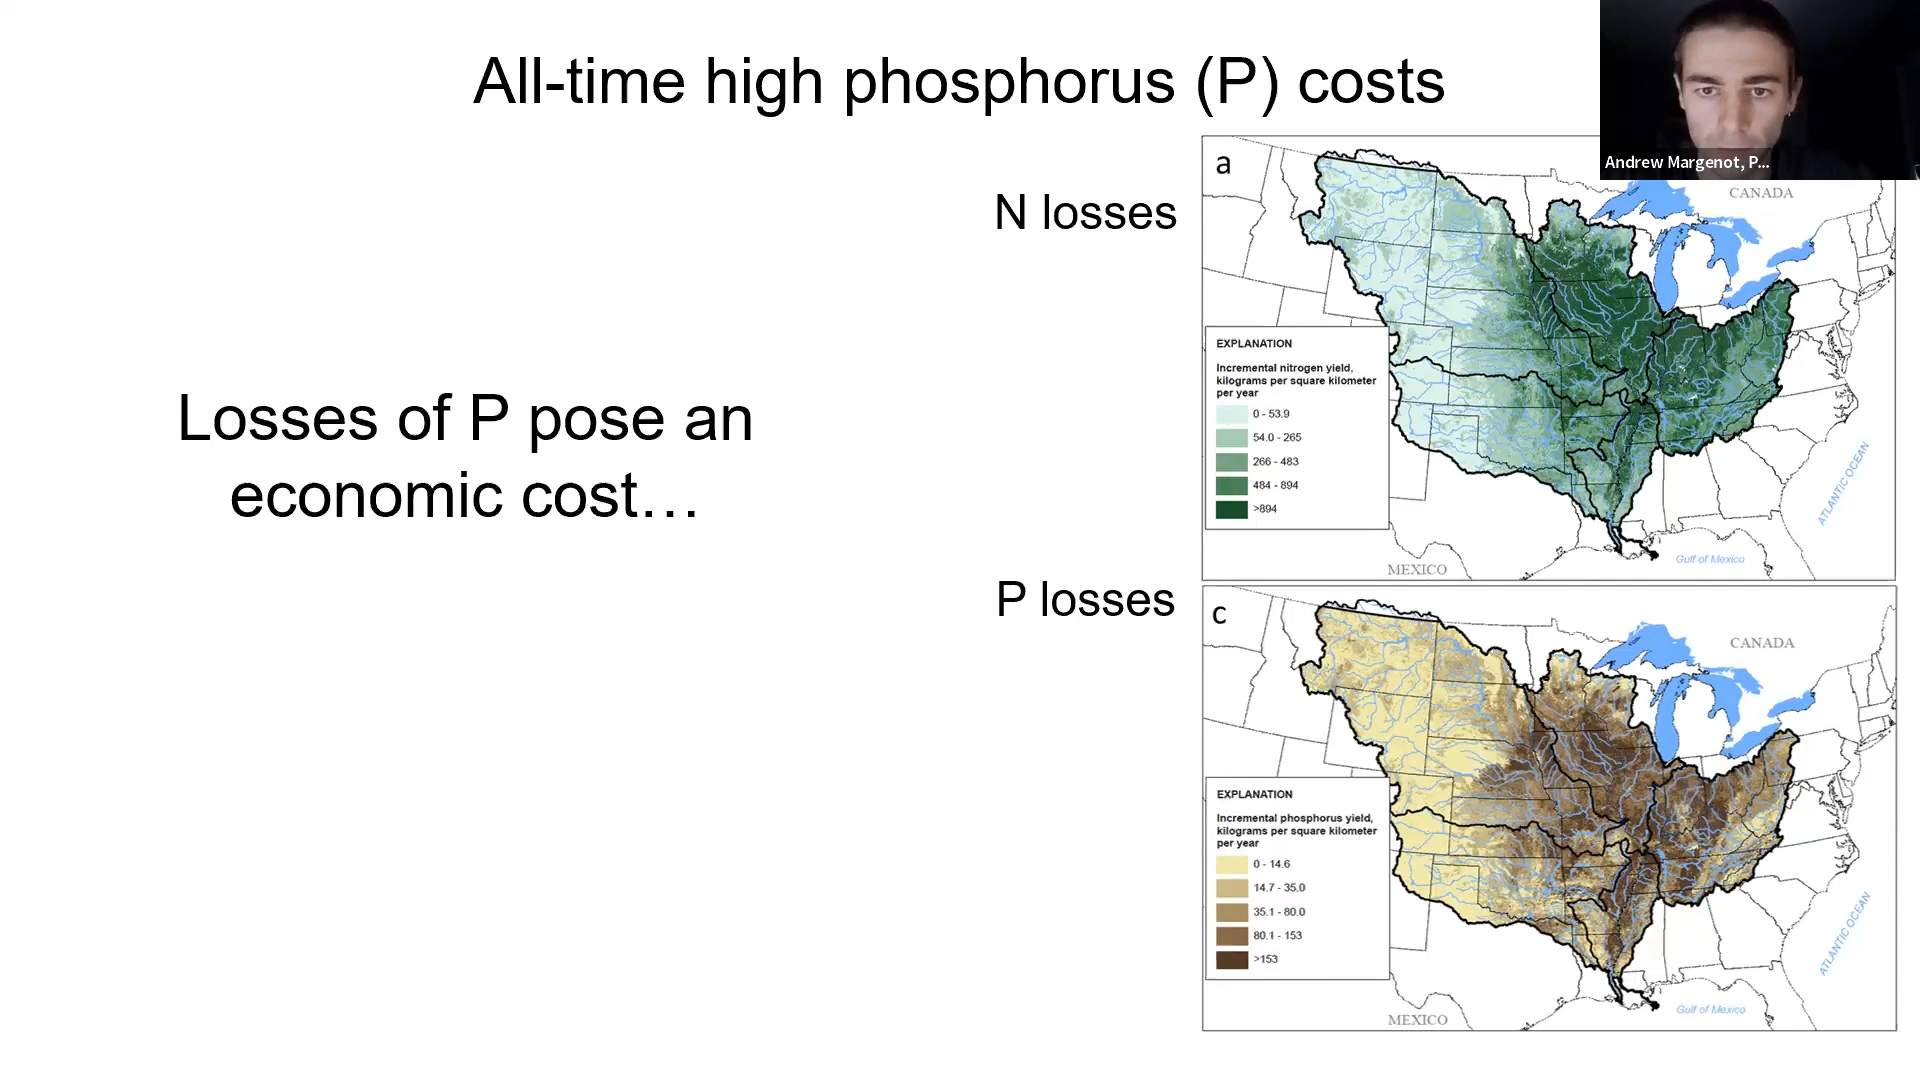 All-time high phosphorus (P) costs
Andrew Margenot, P...
N losses
a
CANADA
EXPLANATION
Incremental nitrogen yield,
kilograms per square kilometer
per year
0 - 53.9
54.0 - 265
266 - 483
484 - 894
>894
ATLANTIC OCEAN
Gulf of Mexico
MEXICO
Losses of P pose an
economic cost…
P losses
c
CANADA
EXPLANATION
Incremental phosphorus yield,
kilograms per square kilometer
per year
0 - 14.6
14.7 - 35.0
35.1 - 80.0
80.1 - 153
>153
ATLANTIC OCEAN
Gulf of Mexico
MEXICO